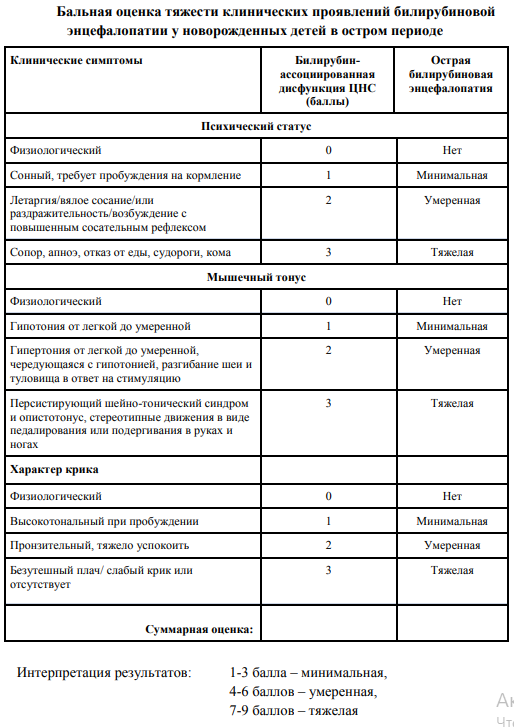 Бальная оценка тяжести клинических проявлений билирубиновой
энцефалопатии у новорожденных детей в остром периоде
Клинические симптомы
Билирубин-
ассоциированная
дисфункция ЦНС
(баллы)
Острая
билирубиновая
энцефалопатия
Психический статус
Физиологический 0 Нет
Сонный, требует пробуждения на кормление 1 Минимальная
Летаргия/вялое сосание/или 2 Умеренная
раздражительность/возбуждение с
повышенным сосательным рефлексом
Сопор, апноэ, отказ от еды, судороги, кома 3 Тяжелая
Мышечный тонус
Физиологический 0 Нет
Гипотония от легкой до умеренной 1 Минимальная
Гипертония от легкой до умеренной, 2 Умеренная
чередующаяся с гипотонией, разгибание шеи и
туловища в ответ на стимуляцию
Персистирующий шейно-тонический синдром 3 Тяжелая
и опистотонус, стереотипные движения в виде
педалирования или подергивания в руках и
ногах
Характер крика
Физиологический 0 Нет
Высокотональный при пробуждении 1 Минимальная
Пронзительный, тяжело успокоить 2 Умеренная
Безутешный плач/ слабый крик или 3 Тяжелая
отсутствует
Суммарная оценка:
Интерпретация результатов: 1-3 балла – минимальная,
4-6 баллов – умеренная,
7-9 баллов – тяжелая